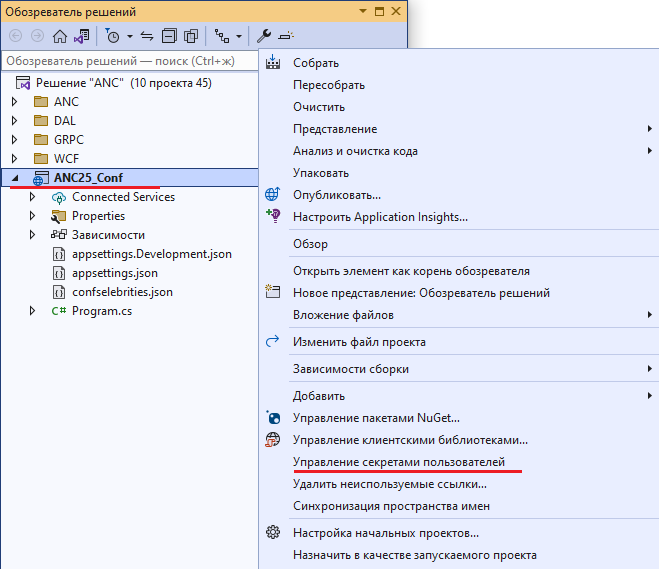 Обозреватель решений
Обозреватель решений — поиск (Ctrl+ж)
Решение "ANC" (10 проекта 45)
ANC
DAL
GRPC
WCF
ANC25_Conf
Connected Services
Properties
Зависимости
appsettings.Development.json
appsettings.json
confselebrities.json
C# Program.cs
Собрать
Пересобрать
Очистить
Представление
Анализ и очистка кода
Упаковать
Опубликовать...
Настроить Application Insights...
Обзор
Открыть элемент как корень обозревателя
Новое представление: Обозреватель решений
Вложение файлов
Изменить файл проекта
Зависимости сборки
Добавить
Управление пакетами NuGet...
Управление клиентскими библиотеками...
Управление секретами пользователей
Удалить неиспользуемые ссылки...
Синхронизация пространства имен
Настройка начальных проектов...
Назначить в качестве запускаемого проекта